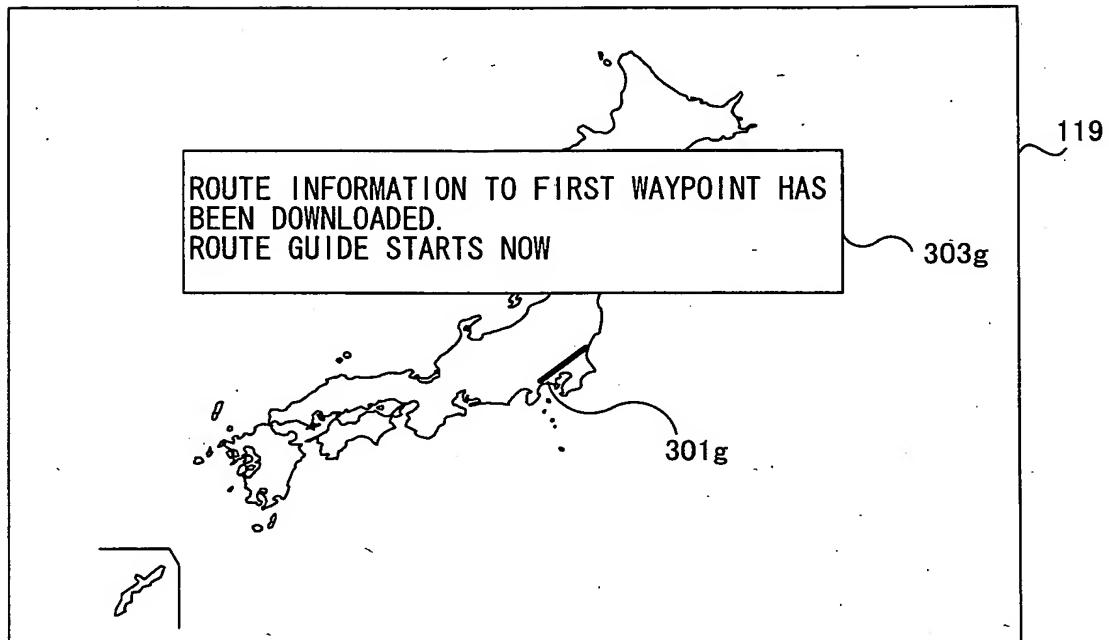 119
ROUTE INFORMATION TO FIRST WAYPOINT HAS
BEEN DOWNLOADED.
ROUTE GUIDE STARTS NOW
303g
301g